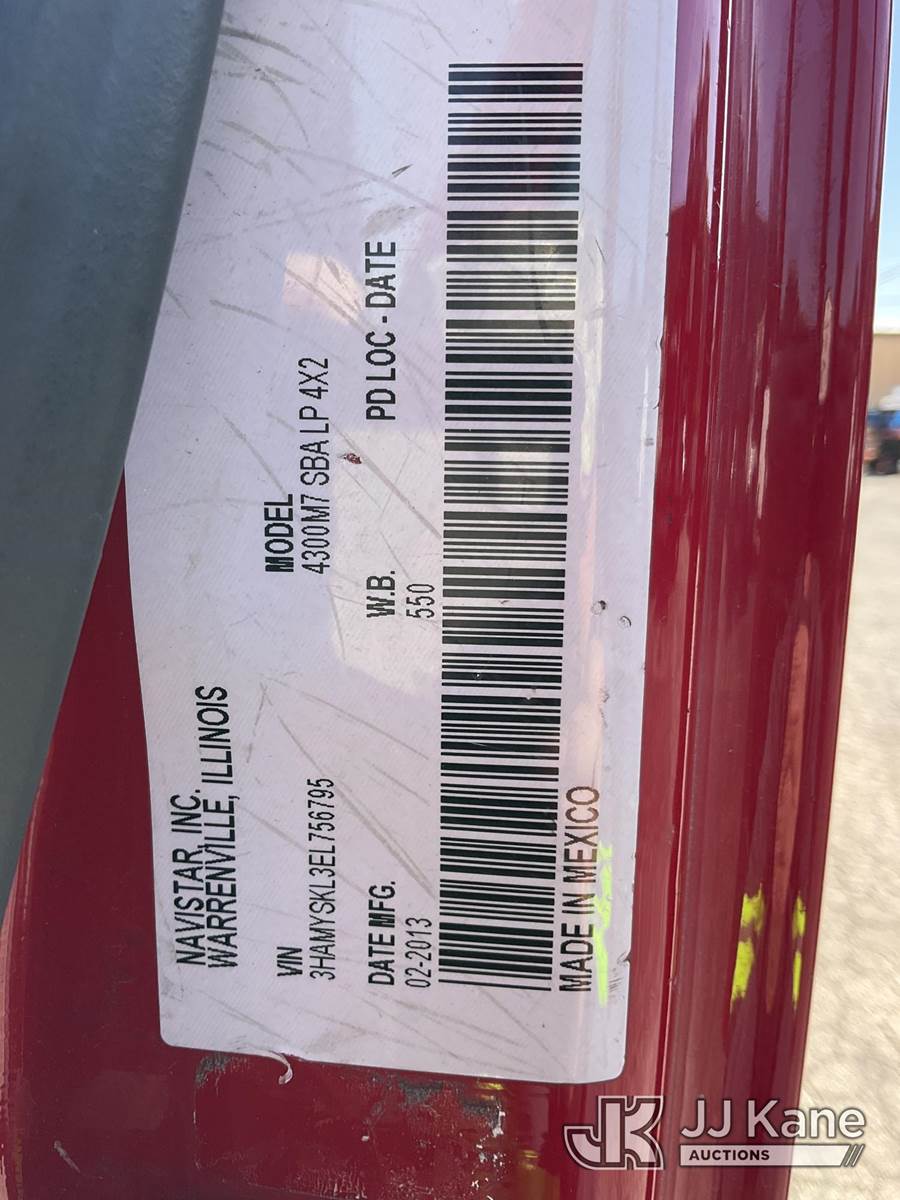 NAVISTAR, INC.
WARRENVILLE, ILLINOIS
VIN
3HAMYSKL3EL756795
MODEL
4300M7 SBA LP 4X2
DATE MFG.
02-2013
W.B.
550
PD LOC - DATE
MADE IN MEXICO
JK JJ Kane
AUCTIONS